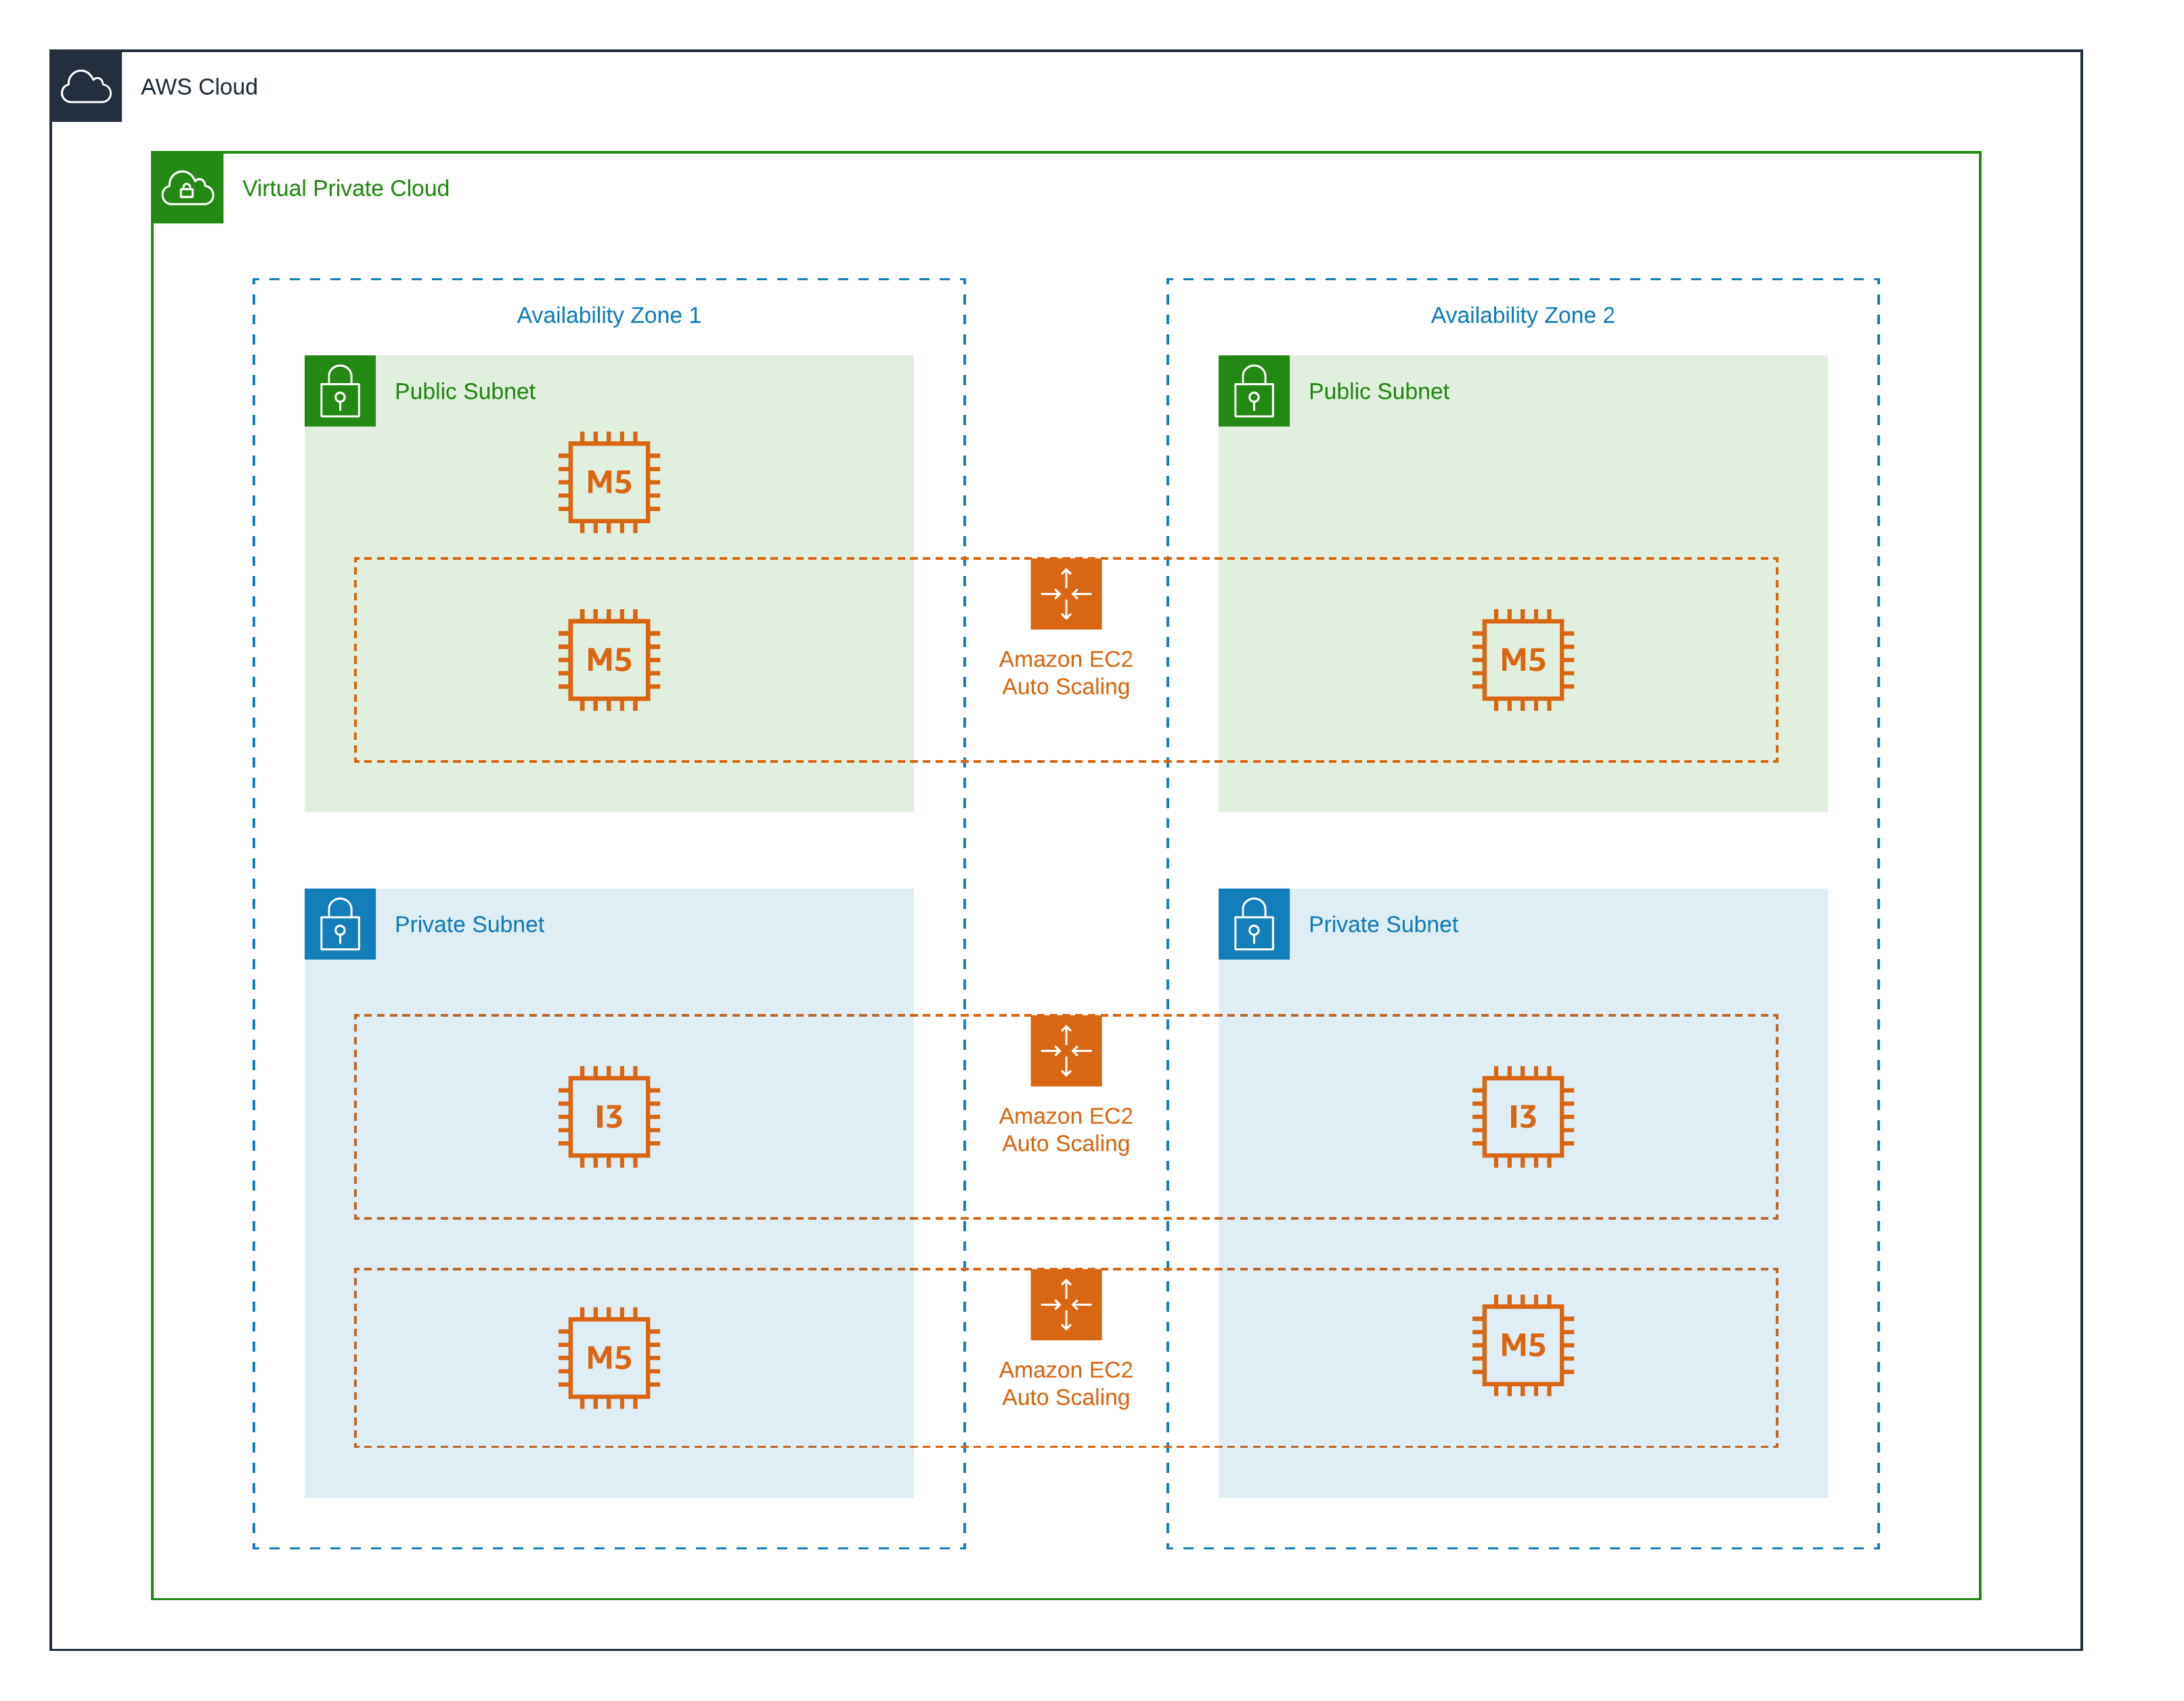 AWS Cloud
Virtual Private Cloud
Availability Zone 1
Availability Zone 2
Public Subnet
Public Subnet
M5
M5
Amazon EC2
Auto Scaling
M5
Private Subnet
Private Subnet
I3
Amazon EC2
Auto Scaling
I3
M5
Amazon EC2
Auto Scaling
M5